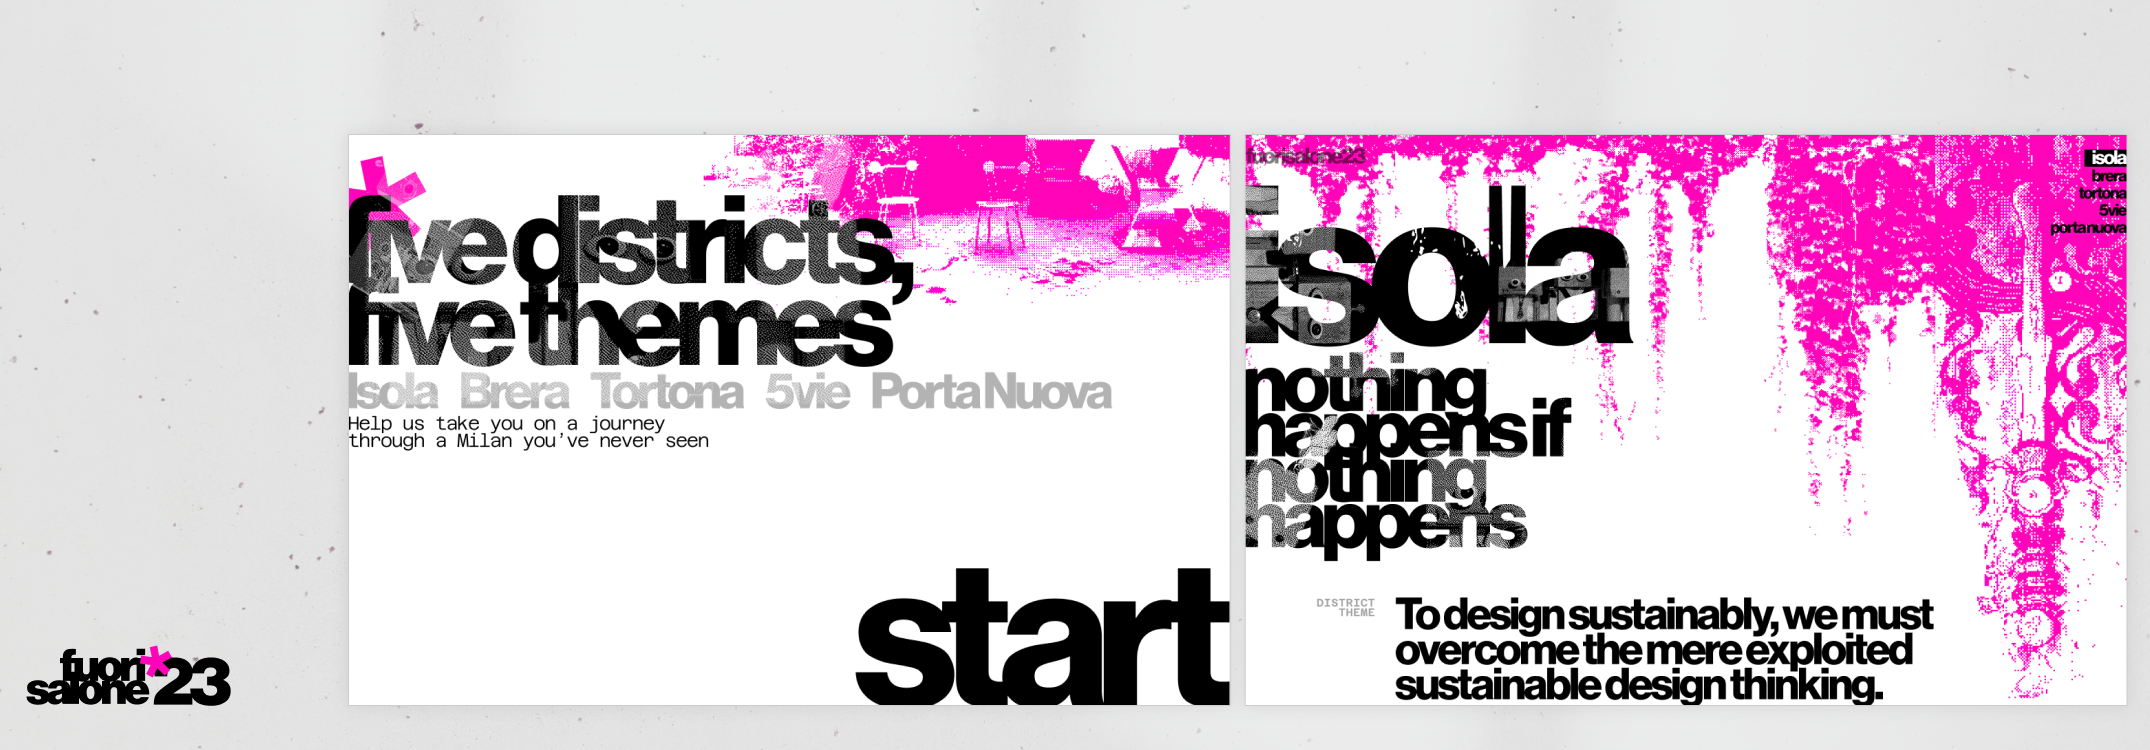 five districts,
five themes
Isola Brera Tortona 5vie Porta Nuova
Help us take you on a journey
through a Milan you've never seen
start
fuorisalone23
isola
brera
tortona
5vie
porta nuova
isola
nothing
happens if
nothing
happens
DISTRICT
THEME
To design sustainably, we must
overcome the mere exploited
sustainable design thinking.
fuori*
salone 23